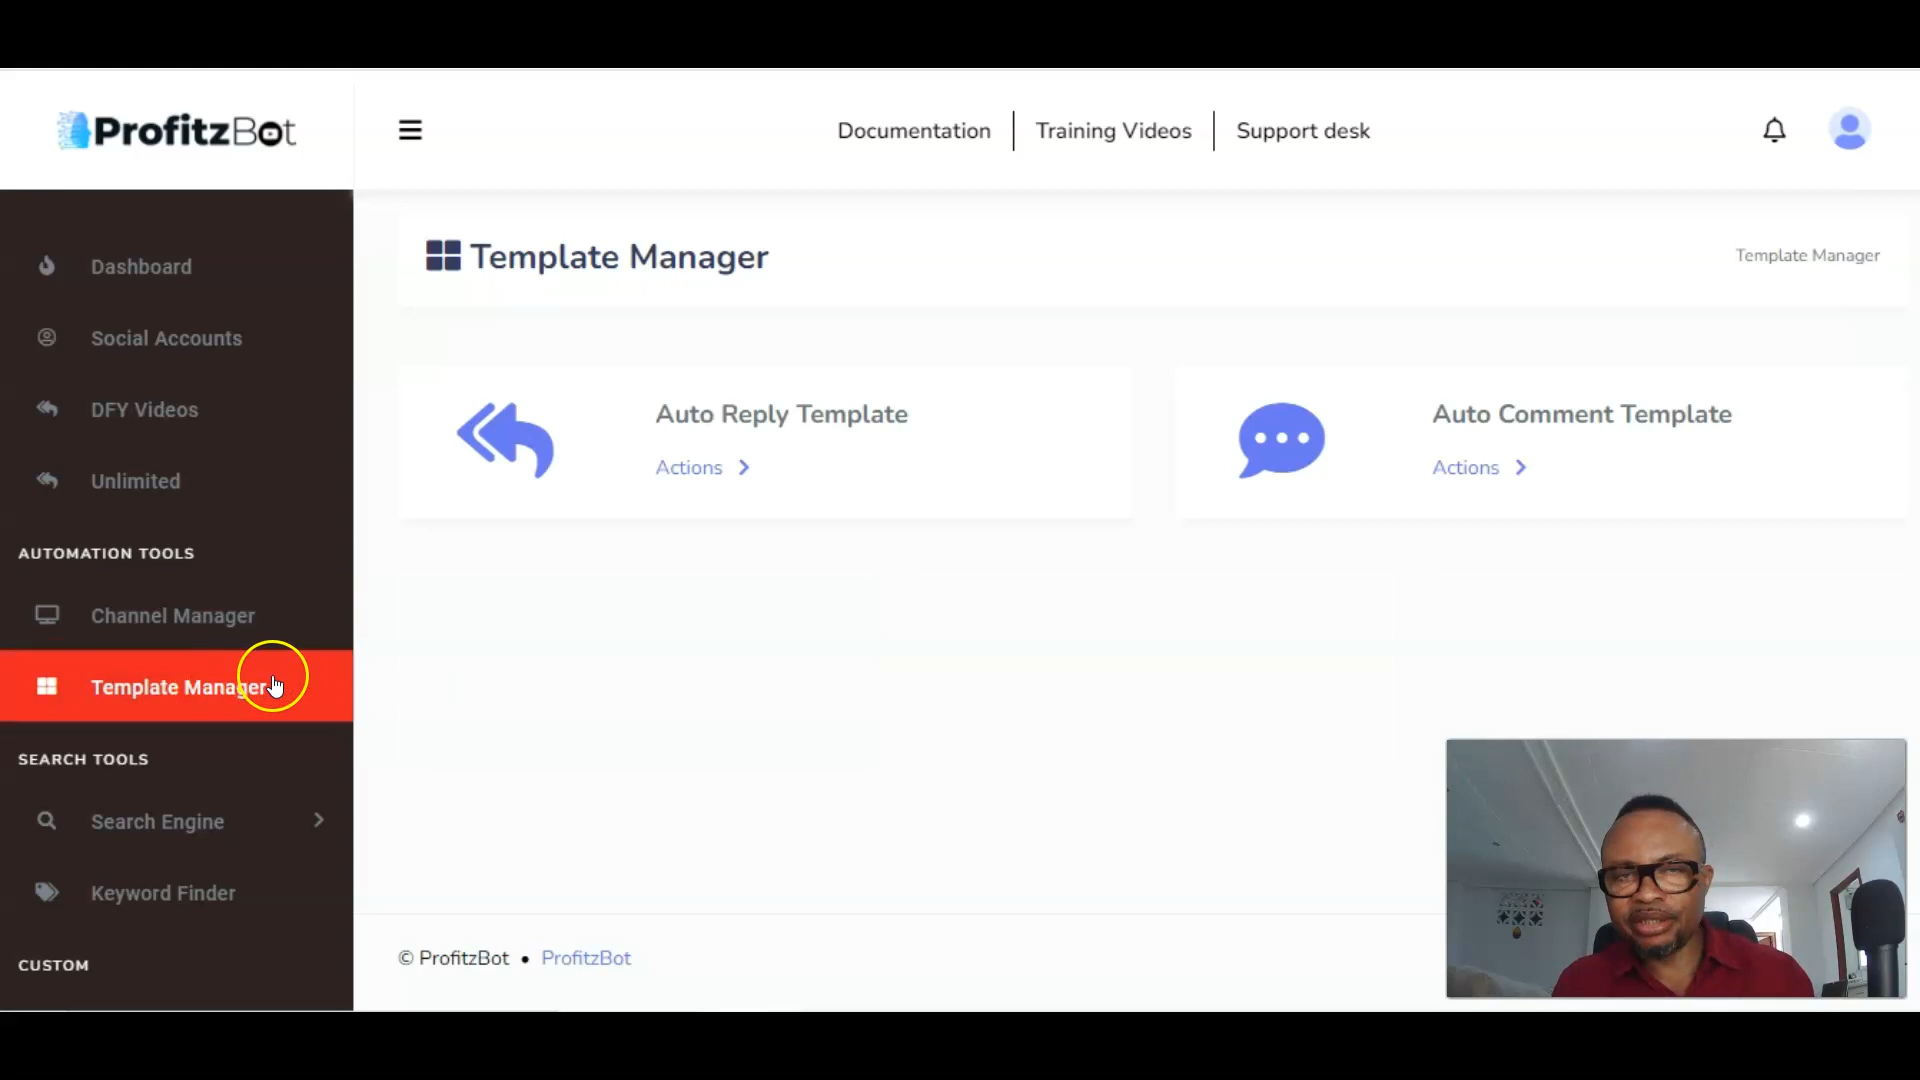 ProfitzBot
Documentation
Training Videos
Support desk
Dashboard
Social Accounts
DFY Videos
Unlimited
AUTOMATION TOOLS
Channel Manager
Template Manager
SEARCH TOOLS
Search Engine
Keyword Finder
CUSTOM
Template Manager
Template Manager
Auto Reply Template
Actions
Auto Comment Template
Actions
© ProfitzBot • ProfitzBot